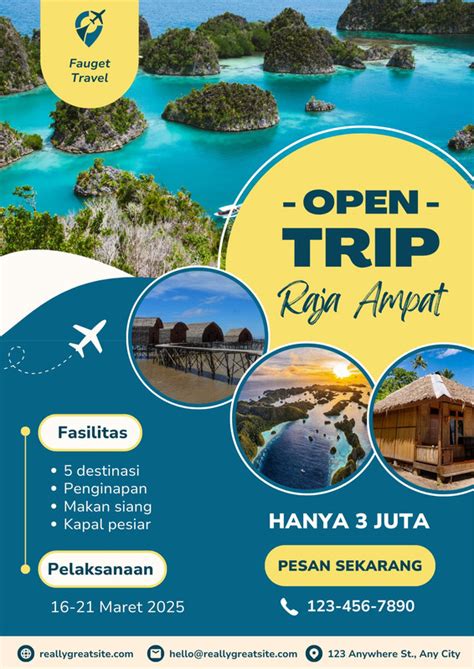 Fauget
Travel
- OPEN -
TRIP
Raja Ampat
Fasilitas
• 5 destinasi
• Penginapan
• Makan siang
• Kapal pesiar
Pelaksanaan
16-21 Maret 2025
HANYA 3 JUTA
PESAN SEKARANG
123-456-7890
reallygreatsite.com
hello@reallygreatsite.com
123 Anywhere St., Any City